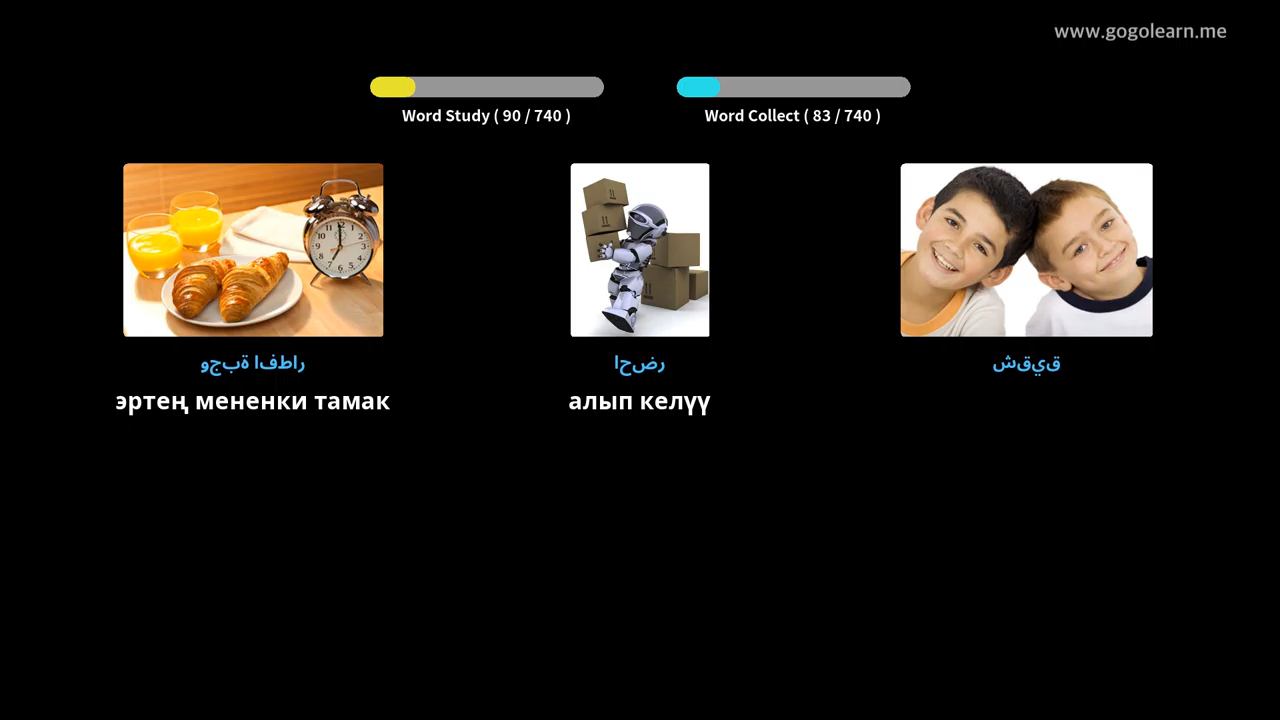 www.gogolearn.me
Word Study ( 90 / 740 )
Word Collect ( 83 / 740 )
وجبة افطار
эртең мененки тамак
احضر
алып келүү
شقيق